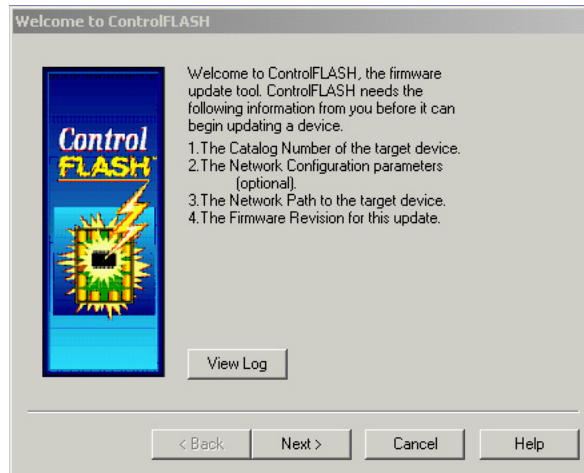 Welcome to ControlFLASH
Welcome to ControlFLASH, the firmware
update tool. ControlFLASH needs the
following information from you before it can
begin updating a device.
1.The Catalog Number of the target device.
2.The Network Configuration parameters
(optional).
3.The Network Path to the target device.
4.The Firmware Revision for this update.
Control
FLASH
View Log
< Back
Next >
Cancel
Help